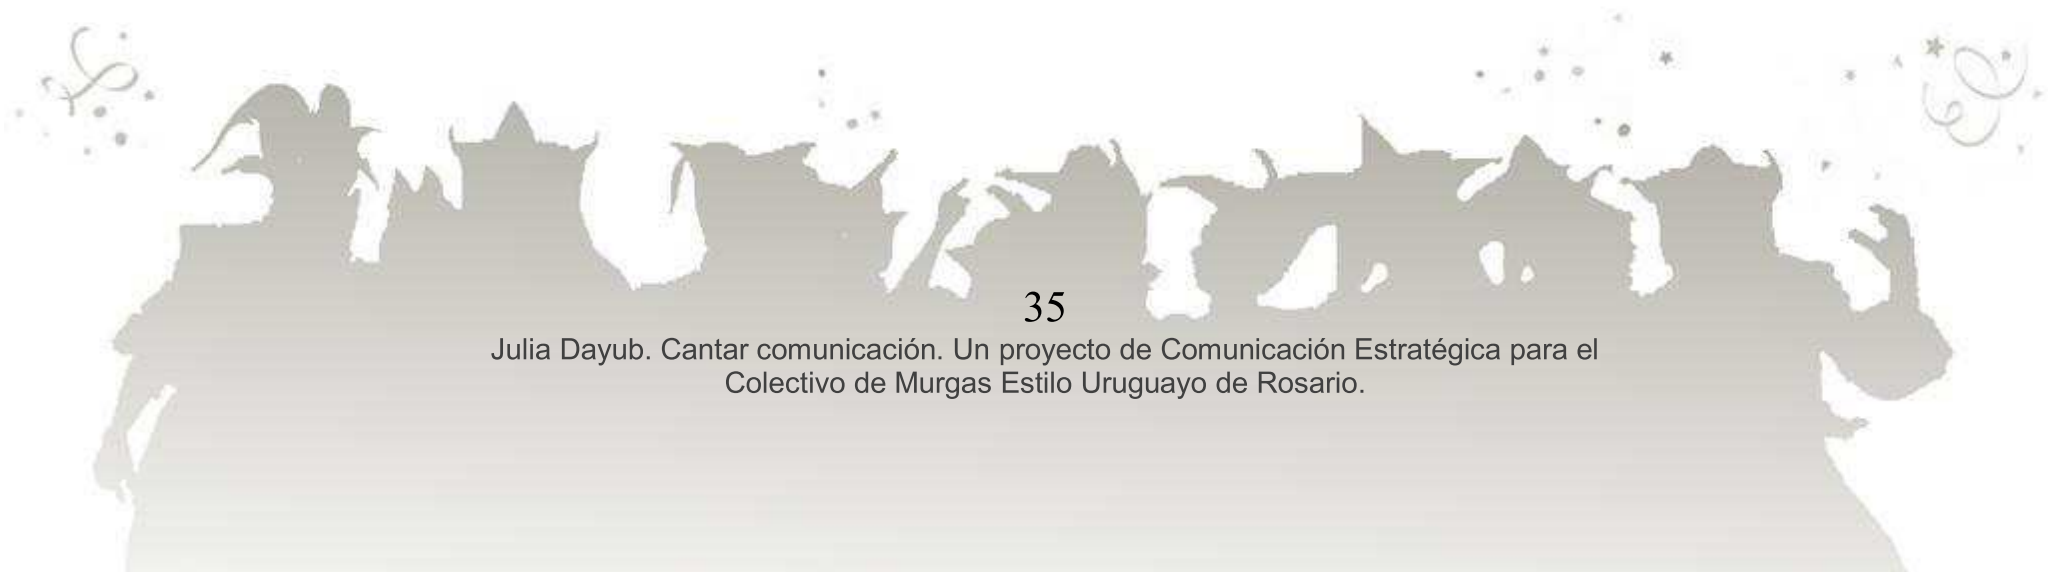 35
Julia Dayub. Cantar comunicación. Un proyecto de Comunicación Estratégica para el
Colectivo de Murgas Estilo Uruguayo de Rosario.